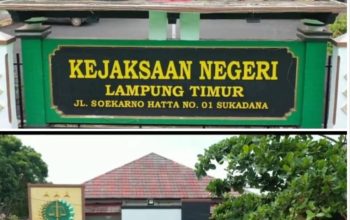 KEJAKSAAN NEGERI
LAMPUNG TIMUR
JL. SOEKARNO HATTA NO. 01 SUKADANA